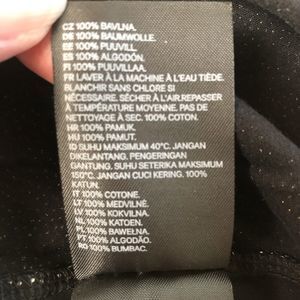 CZ 100% BAVLNA.
DE 100% BAUMWOLLE.
EE 100% PUUVILL.
ES 100% ALGODÓN.
FI 100% PUUVILLAA.
FR LAVER À LA MACHINE À L'EAU TIÈDE.
BLANCHIR SANS CHLORE SI
NÉCESSAIRE. SÉCHER À L'AIR.REPASSER
À TEMPÉRATURE MOYENNE. PAS DE
NETTOYAGE À SEC. 100% COTON.
HR 100% PAMUK.
HU 100% PAMUT.
ID SUHU MAKSIMUM 40°C. JANGAN
DIKELANTANG. PENGERINGAN
GANTUNG. SUHU SETERIKA MAKSIMUM
150°C. JANGAN CUCI KERING. 100%
KATUN.
IT 100% COTONE.
LT 100% MEDVILNĖ.
LV 100% KOKVILNA.
NL 100% KATOEN.
PL 100% BAWEŁNA.
PT 100% ALGODÃO.
RO 100% BUMBAC.